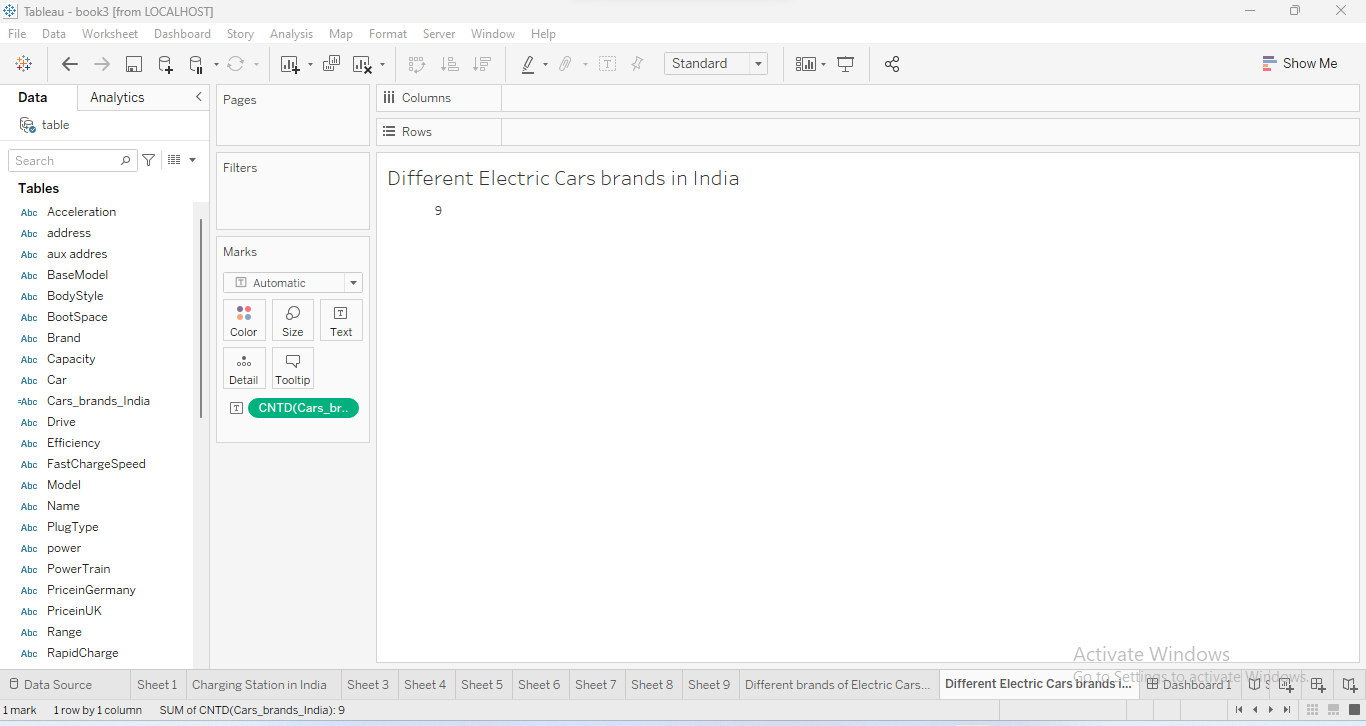 Tableau - book3 [from LOCALHOST]
File Data Worksheet Dashboard Story Analysis Map Format Server Window Help
Standard
Show Me
Data Analytics
table
Search
Tables
Abc Acceleration
Abc address
Abc aux addres
Abc BaseModel
Abc BodyStyle
Abc BootSpace
Abc Brand
Abc Capacity
Abc Car
=Abc Cars_brands_India
Abc Drive
Abc Efficiency
Abc FastChargeSpeed
Abc Model
Abc Name
Abc PlugType
Abc power
Abc PowerTrain
Abc PriceinGermany
Abc PriceinUK
Abc Range
Abc RapidCharge
Pages
Filters
Marks
Automatic
Color Size Text
Detail Tooltip
CNTD(Cars_br..
Columns
Rows
Different Electric Cars brands in India
9
Activate Windows
Go to Settings to activate Windows.
Data Source Sheet 1 Charging Station in India Sheet 3 Sheet 4 Sheet 5 Sheet 6 Sheet 7 Sheet 8 Sheet 9 Different brands of Electric Cars... Different Electric Cars brands i... Dashboard 1 S
1 mark 1 row by 1 column SUM of CNTD(Cars_brands_India): 9